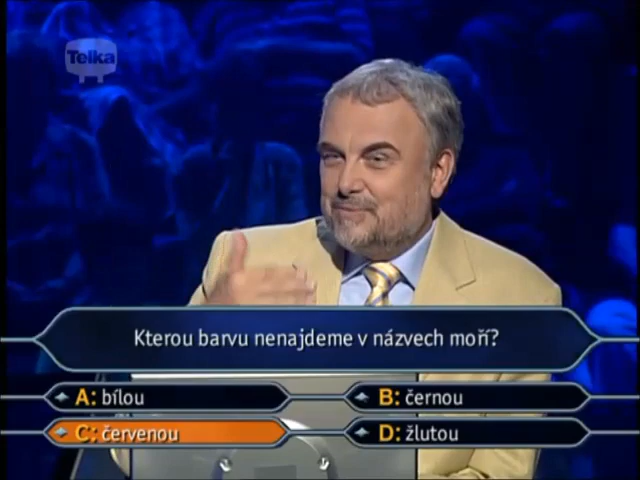 Telka
Kterou barvu nenajdeme v názvech moří?
A: bílou
B: černou
C: červenou
D: žlutou